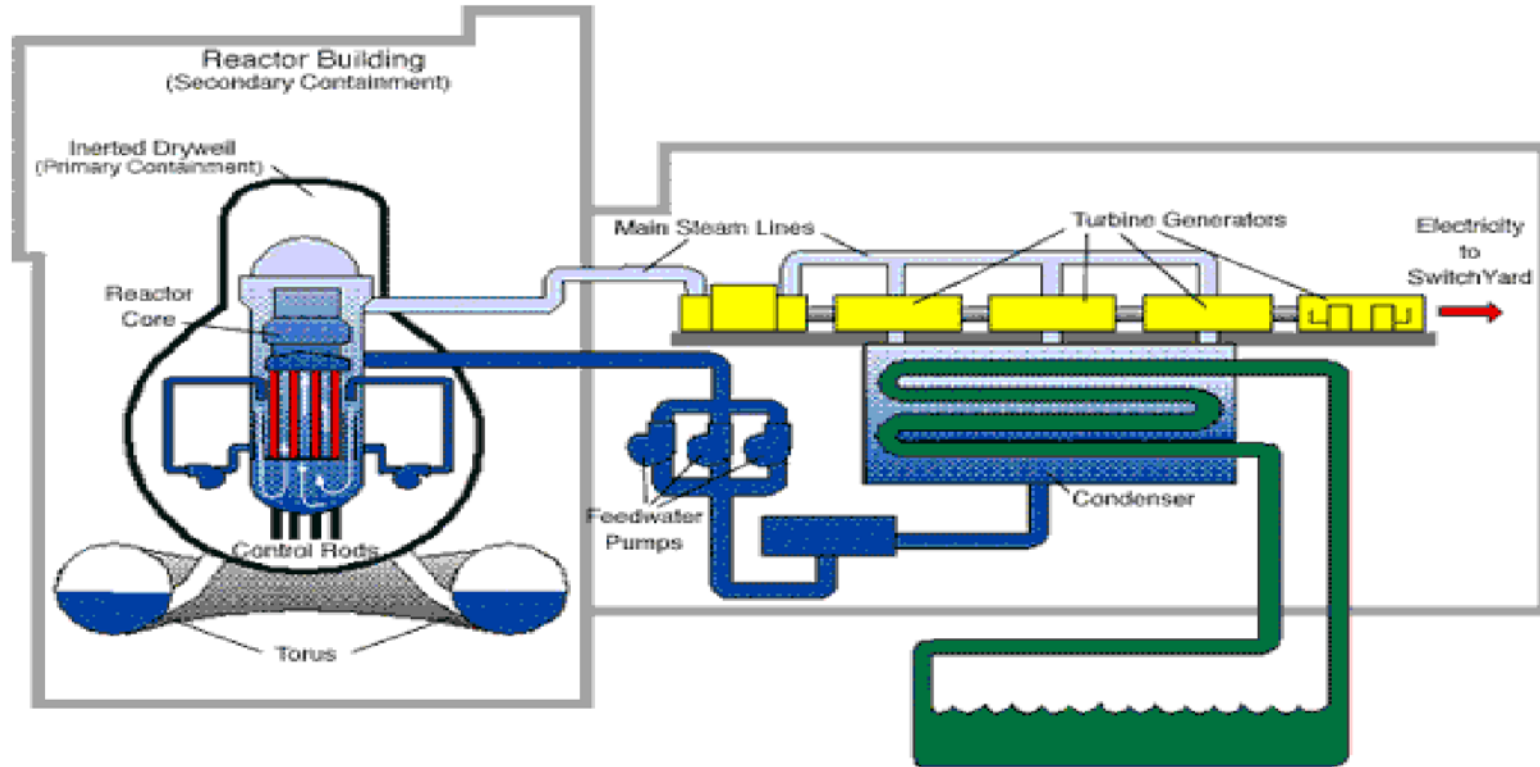 Reactor Building
(Secondary Containment)
Inerted Drywell
(Primary Containment)
Main Steam Lines
Turbine Generators
Electricity
to
SwitchYard
Reactor
Core
Feedwater
Pumps
Condenser
Control Rods
Torus